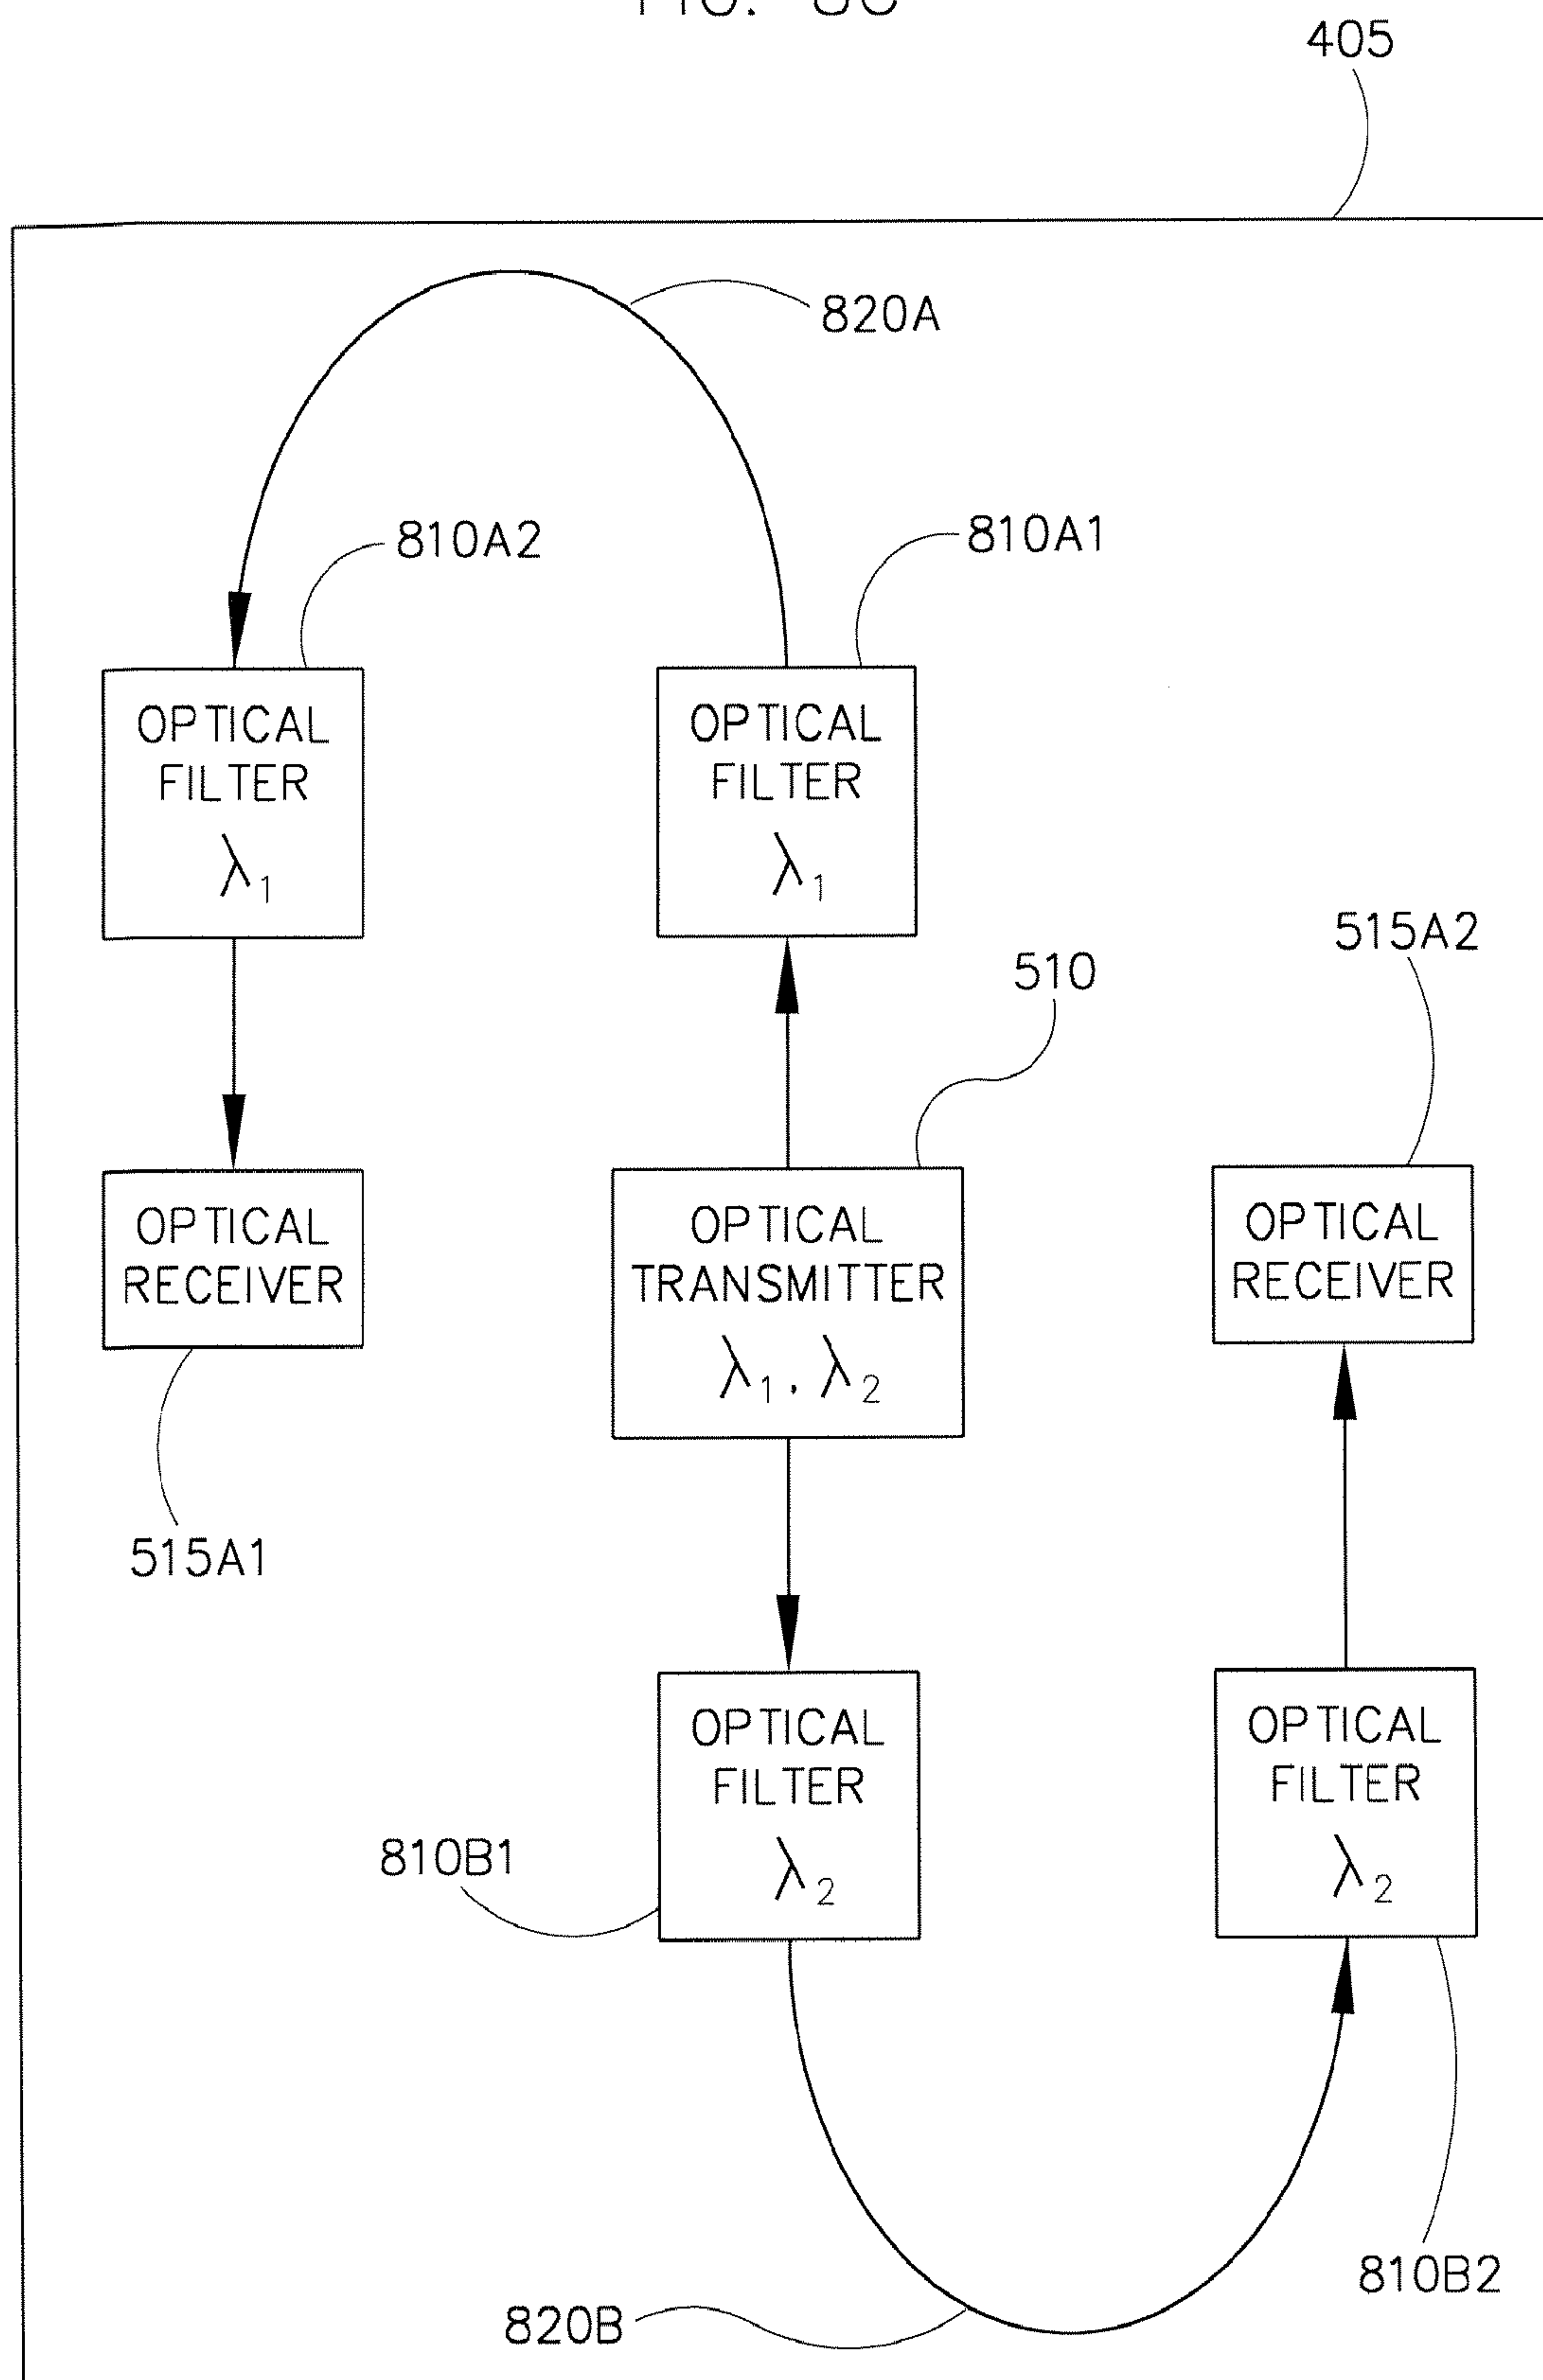 405
820A
810A2
810A1
OPTICAL
FILTER
λ₁
OPTICAL
FILTER
λ₁
515A2
510
OPTICAL
RECEIVER
OPTICAL
TRANSMITTER
λ₁, λ₂
OPTICAL
RECEIVER
515A1
OPTICAL
FILTER
λ₂
OPTICAL
FILTER
λ₂
810B1
810B2
820B